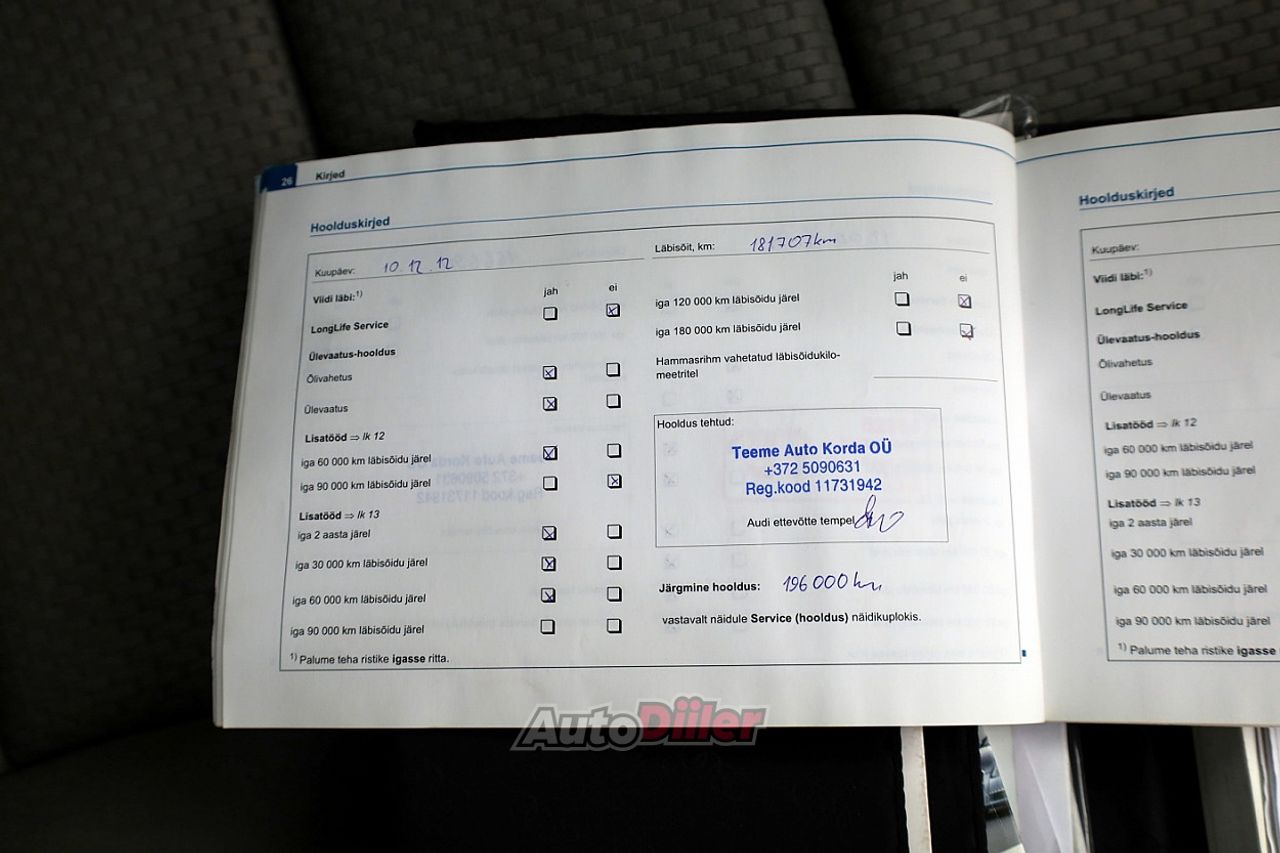 26 Kirjed
Hoolduskirjed
Kuupäev: 10.12.12
Viidi läbi:1)
jah ei
LongLife Service
Ülevaatus-hooldus
Õlivahetus
Ülevaatus
Lisatööd ⇒ lk 12
iga 60 000 km läbisõidu järel
iga 90 000 km läbisõidu järel
Lisatööd ⇒ lk 13
iga 2 aasta järel
iga 30 000 km läbisõidu järel
iga 60 000 km läbisõidu järel
iga 90 000 km läbisõidu järel
1) Palume teha ristike igasse ritta.
Läbisõit, km: 181707km
jah ei
iga 120 000 km läbisõidu järel
iga 180 000 km läbisõidu järel
Hammasrihm vahetatud läbisõidukilo-
meetritel
Hooldus tehtud:
Teeme Auto Korda OÜ
+372 5090631
Reg.kood 11731942
Audi ettevõtte tempel
Järgmine hooldus: 196000km
vastavalt näidule Service (hooldus) näidikuplokis.
Hoolduskirjed
Kuupäev:
Viidi läbi:1)
LongLife Service
Ülevaatus-hooldus
Õlivahetus
Ülevaatus
Lisatööd ⇒ lk 12
iga 60 000 km läbisõidu järel
iga 90 000 km läbisõidu järel
Lisatööd ⇒ lk 13
iga 2 aasta järel
iga 30 000 km läbisõidu järel
iga 60 000 km läbisõidu järel
iga 90 000 km läbisõidu järel
1) Palume teha ristike igasse
AutoDiiler